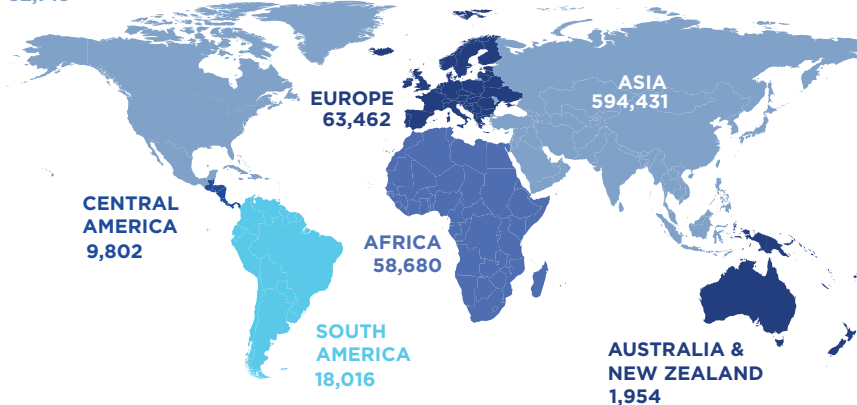 EUROPE
63,462
ASIA
594,431
CENTRAL
AMERICA
9,802
AFRICA
58,680
SOUTH
AMERICA
18,016
AUSTRALIA &
NEW ZEALAND
1,954